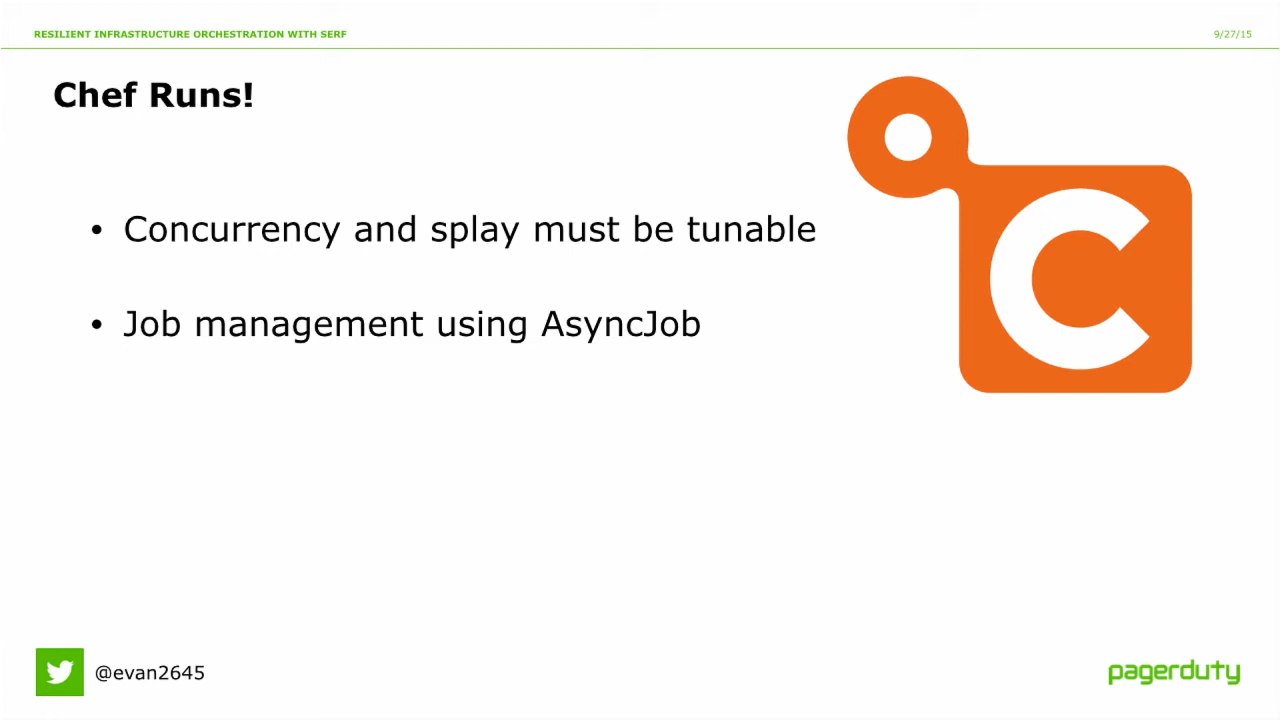 RESILIENT INFRASTRUCTURE ORCHESTRATION WITH SERF
9/27/15
Chef Runs!
• Concurrency and splay must be tunable
• Job management using AsyncJob
C
@evan2645
pagerduty